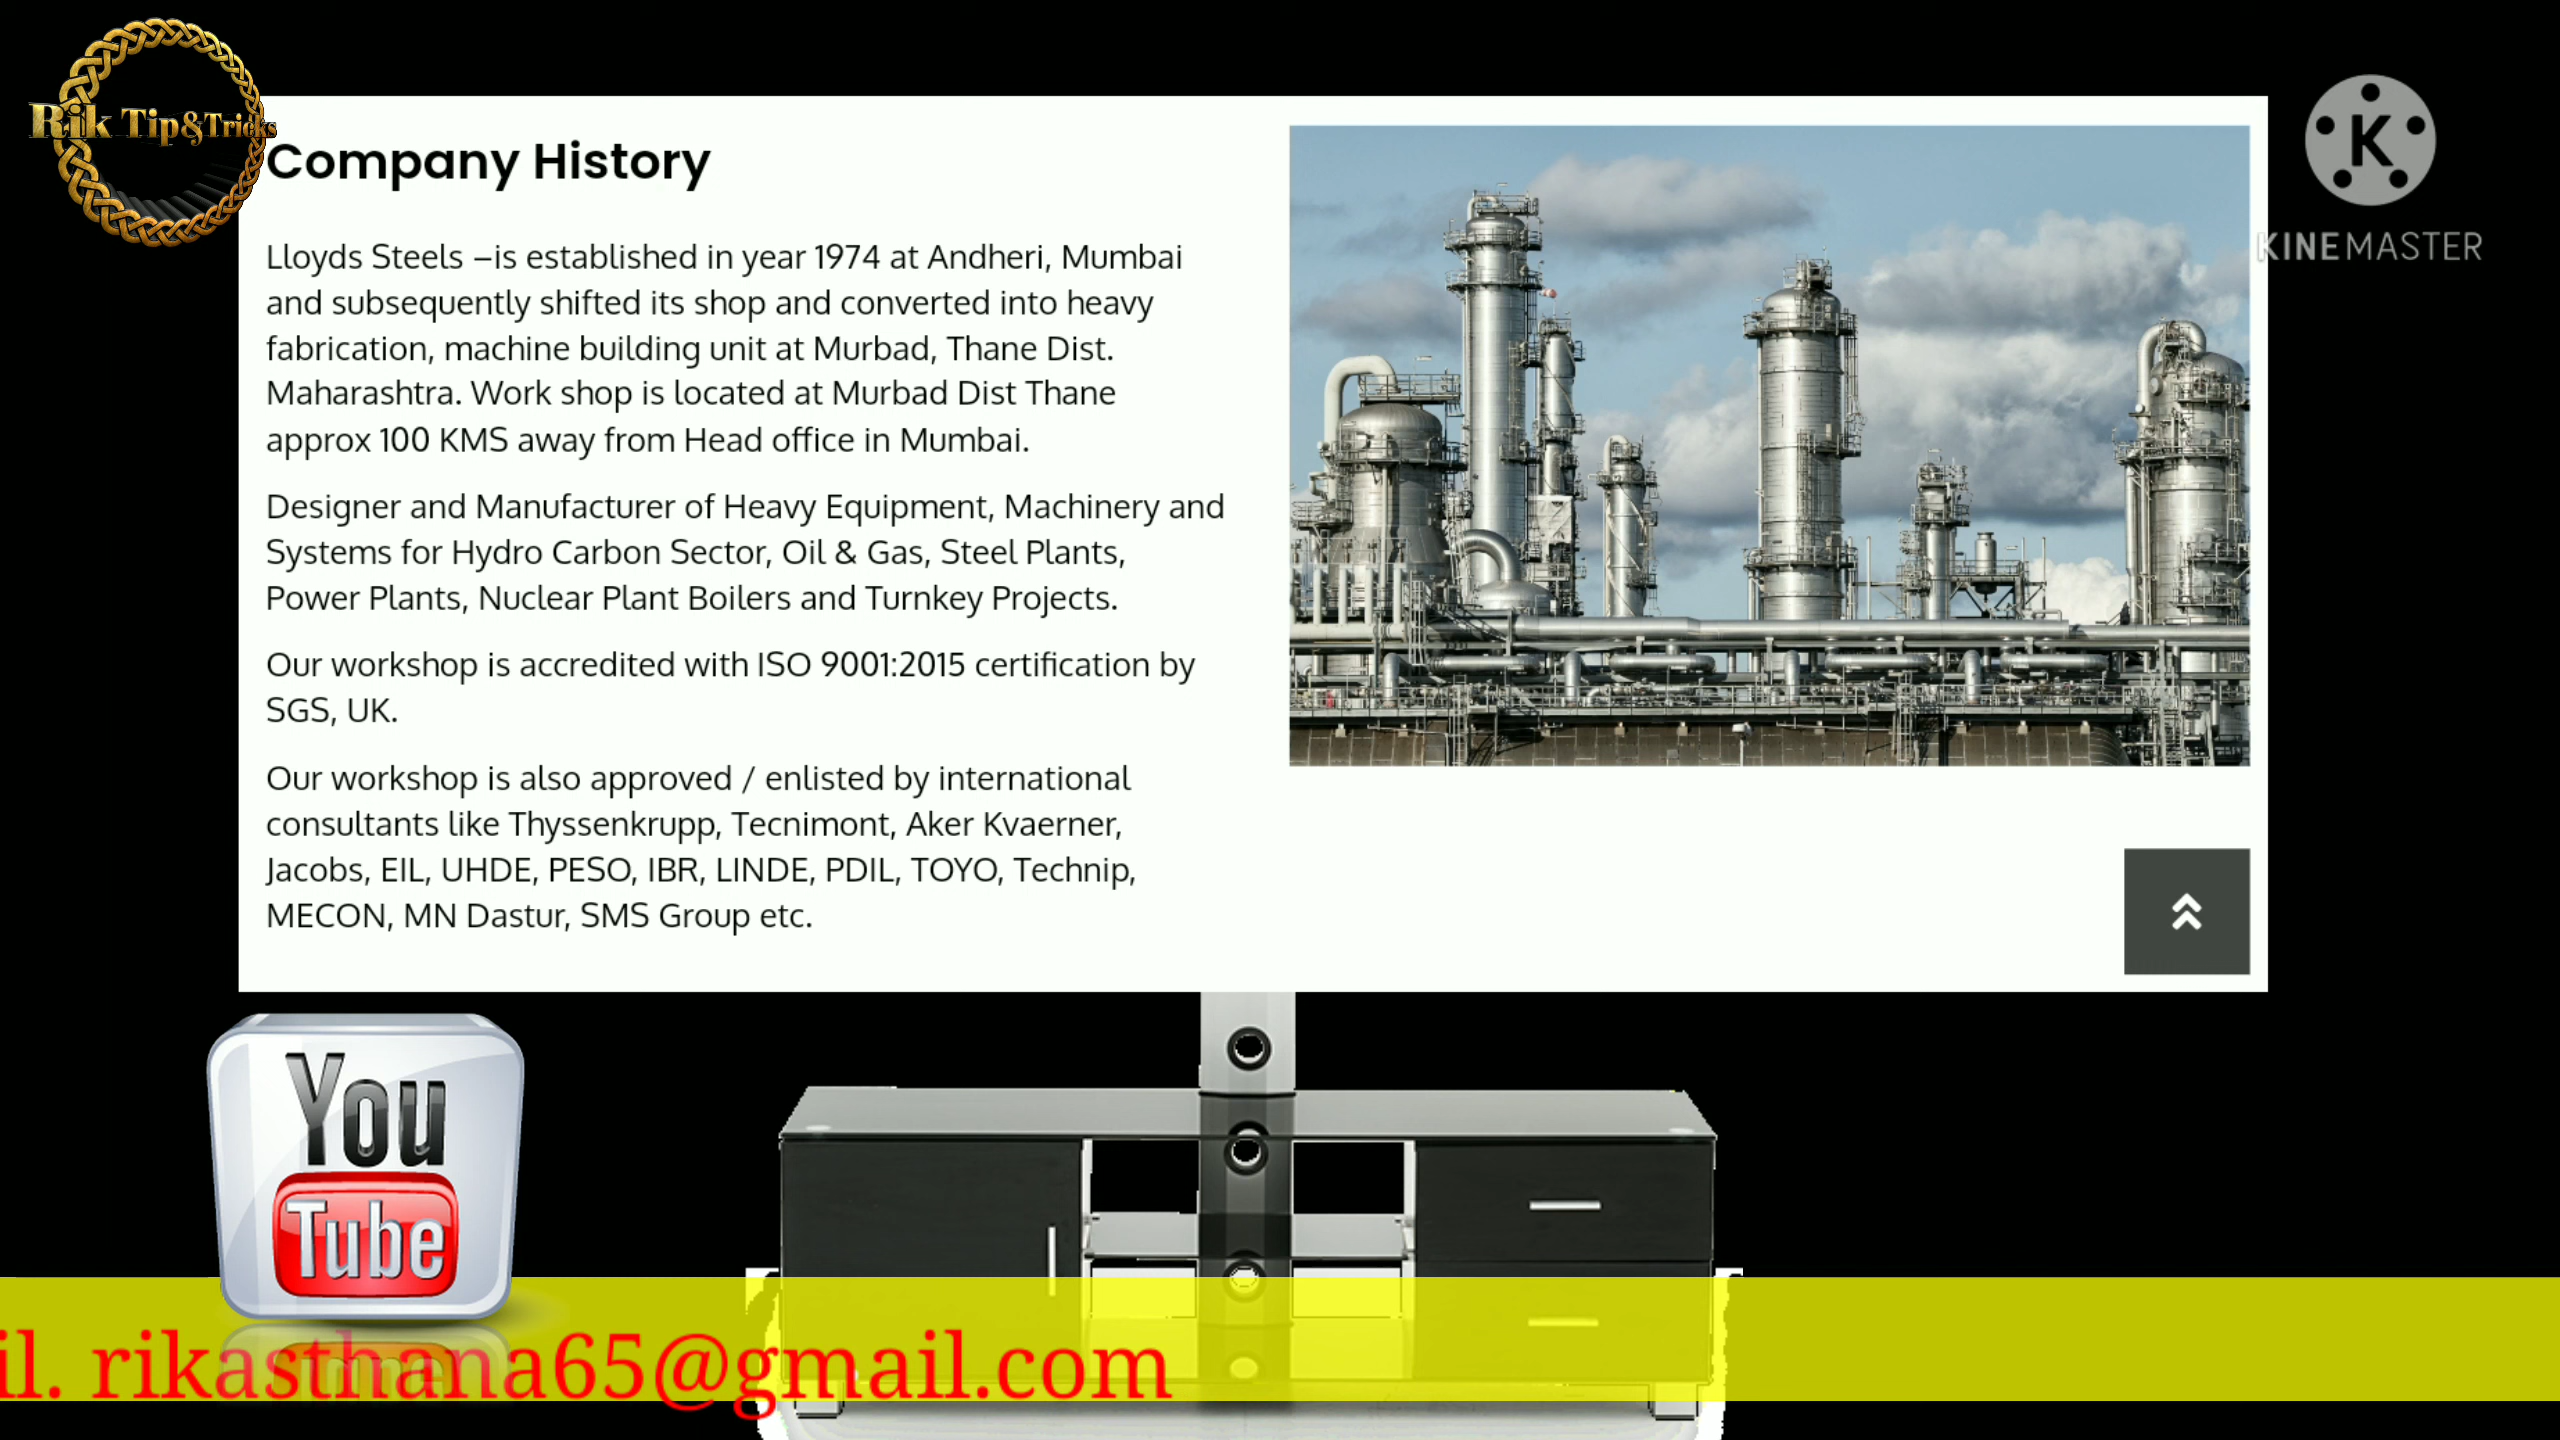 Rik Tip&Tricks
KINEMASTER
Company History
Lloyds Steels –is established in year 1974 at Andheri, Mumbai
and subsequently shifted its shop and converted into heavy
fabrication, machine building unit at Murbad, Thane Dist.
Maharashtra. Work shop is located at Murbad Dist Thane
approx 100 KMS away from Head office in Mumbai.
Designer and Manufacturer of Heavy Equipment, Machinery and
Systems for Hydro Carbon Sector, Oil & Gas, Steel Plants,
Power Plants, Nuclear Plant Boilers and Turnkey Projects.
Our workshop is accredited with ISO 9001:2015 certification by
SGS, UK.
Our workshop is also approved / enlisted by international
consultants like Thyssenkrupp, Tecnimont, Aker Kvaerner,
Jacobs, EIL, UHDE, PESO, IBR, LINDE, PDIL, TOYO, Technip,
MECON, MN Dastur, SMS Group etc.
You
Tube
il. rikasthana65@gmail.com